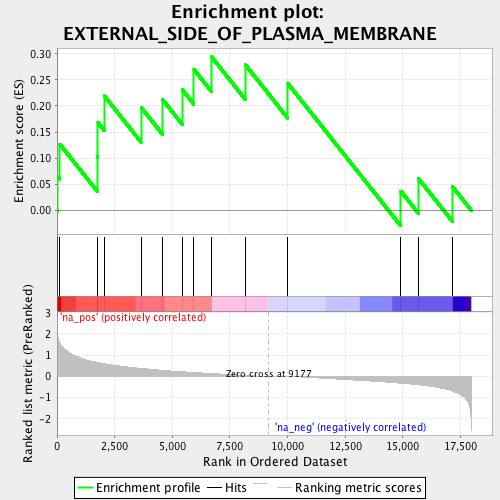 Enrichment plot:
EXTERNAL_SIDE_OF_PLASMA_MEMBRANE
Enrichment score (ES)
0.30
0.25
0.20
0.15
0.10
0.05
0.00
Ranked list metric (PreRanked)
3
2
1
0
-1
-2
'na_pos' (positively correlated)
Zero cross at 9177
'na_neg' (negatively correlated)
0
2,500
5,000
7,500
10,000
12,500
15,000
17,500
Rank in Ordered Dataset
Enrichment profile
Hits
Ranking metric scores